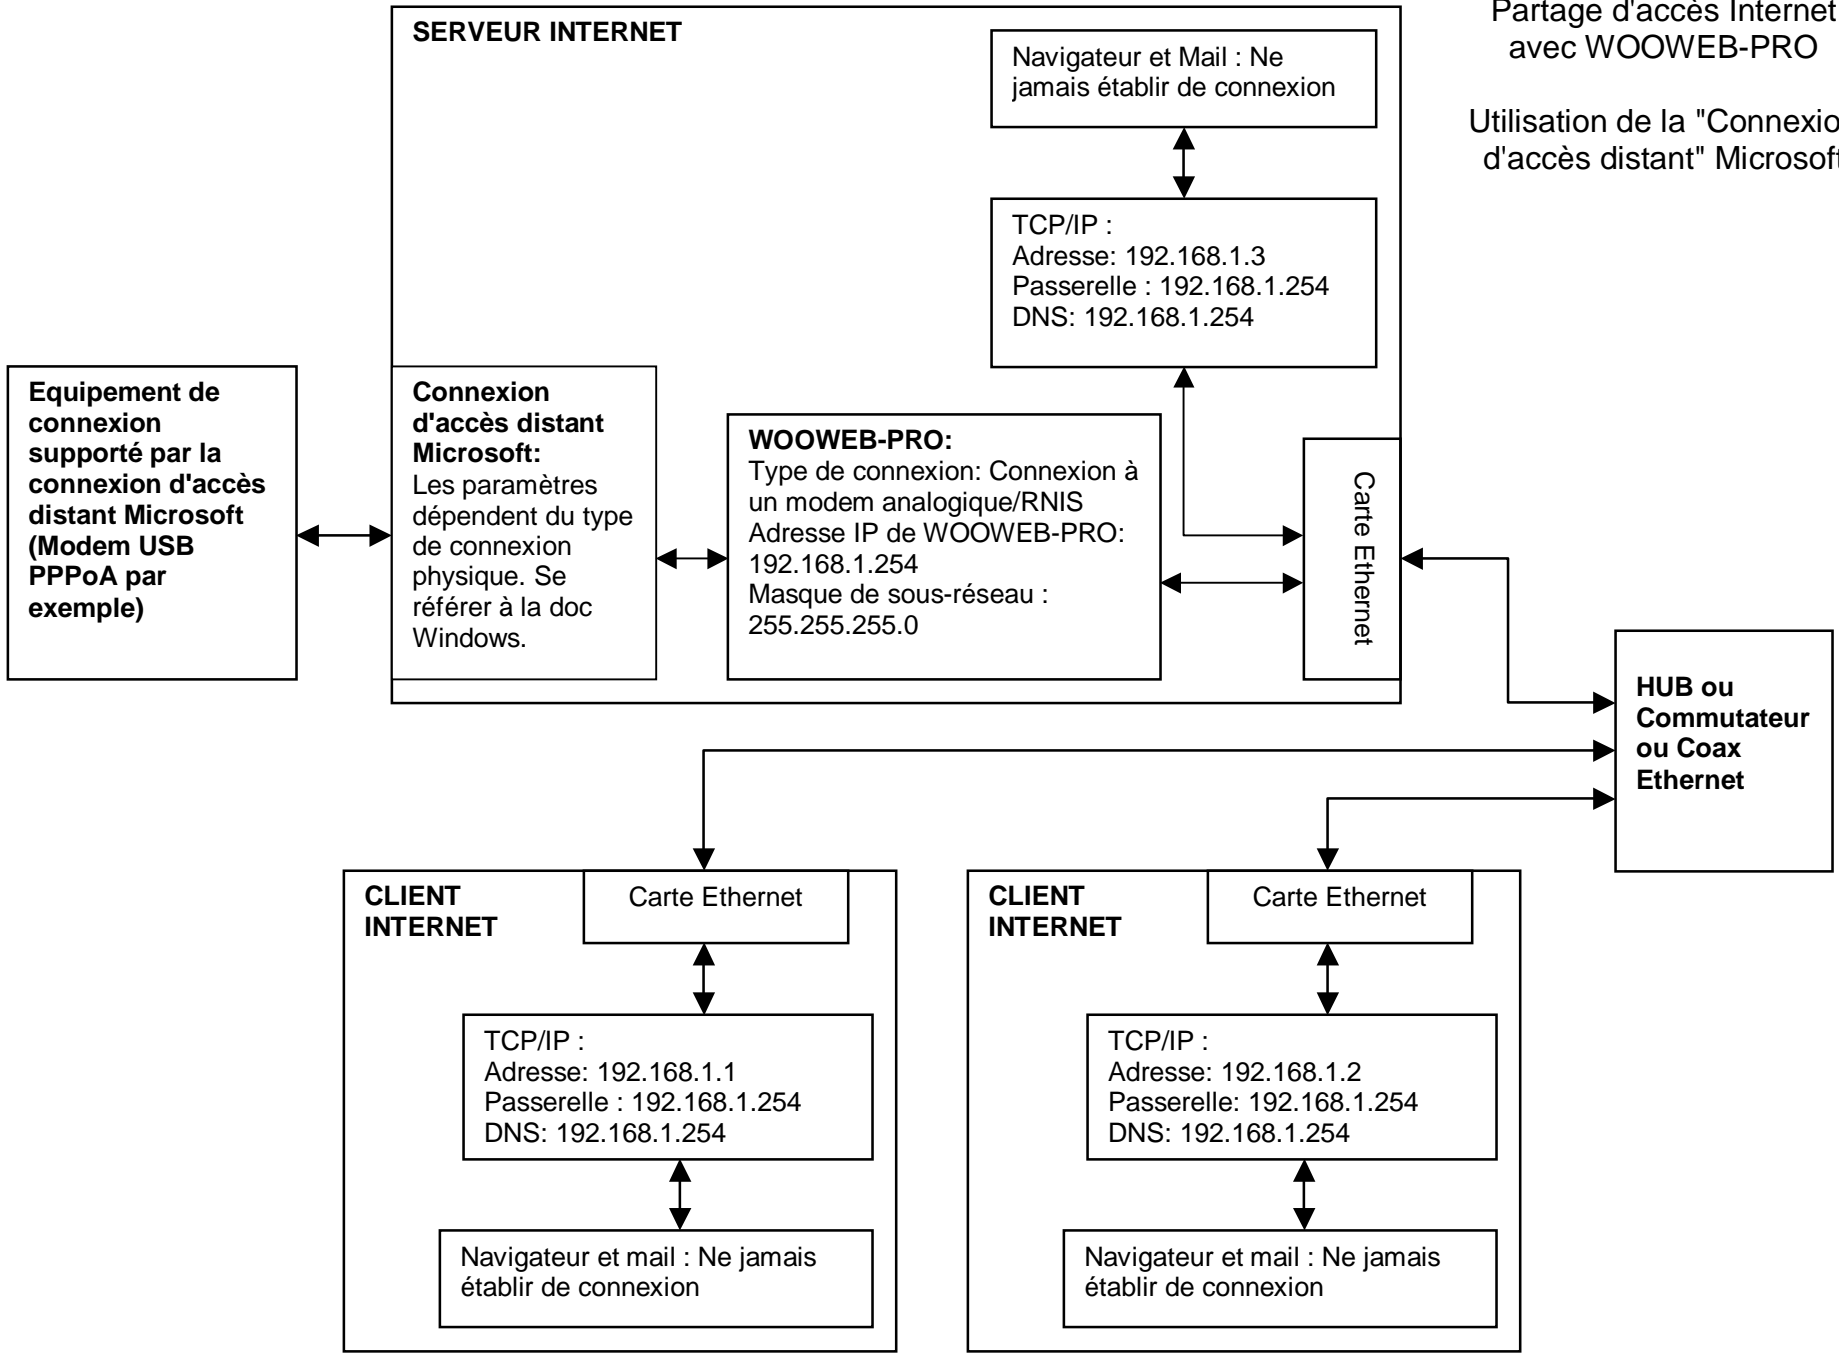 Partage d'accès Internet
avec WOOWEB-PRO
Utilisation de la "Connexio
d'accès distant" Microsoft
SERVEUR INTERNET
Navigateur et Mail : Ne
jamais établir de connexion
TCP/IP :
Adresse: 192.168.1.3
Passerelle : 192.168.1.254
DNS: 192.168.1.254
Equipement de
connexion
supporté par la
connexion d'accès
distant Microsoft
(Modem USB
PPPoA par
exemple)
Connexion
d'accès distant
Microsoft:
Les paramètres
dépendent du type
de connexion
physique. Se
référer à la doc
Windows.
WOOWEB-PRO:
Type de connexion: Connexion à
un modem analogique/RNIS
Adresse IP de WOOWEB-PRO:
192.168.1.254
Masque de sous-réseau :
255.255.255.0
Carte Ethernet
HUB ou
Commutateur
ou Coax
Ethernet
CLIENT
INTERNET
Carte Ethernet
TCP/IP :
Adresse: 192.168.1.1
Passerelle : 192.168.1.254
DNS: 192.168.1.254
Navigateur et mail : Ne jamais
établir de connexion
CLIENT
INTERNET
Carte Ethernet
TCP/IP :
Adresse: 192.168.1.2
Passerelle: 192.168.1.254
DNS: 192.168.1.254
Navigateur et mail : Ne jamais
établir de connexion